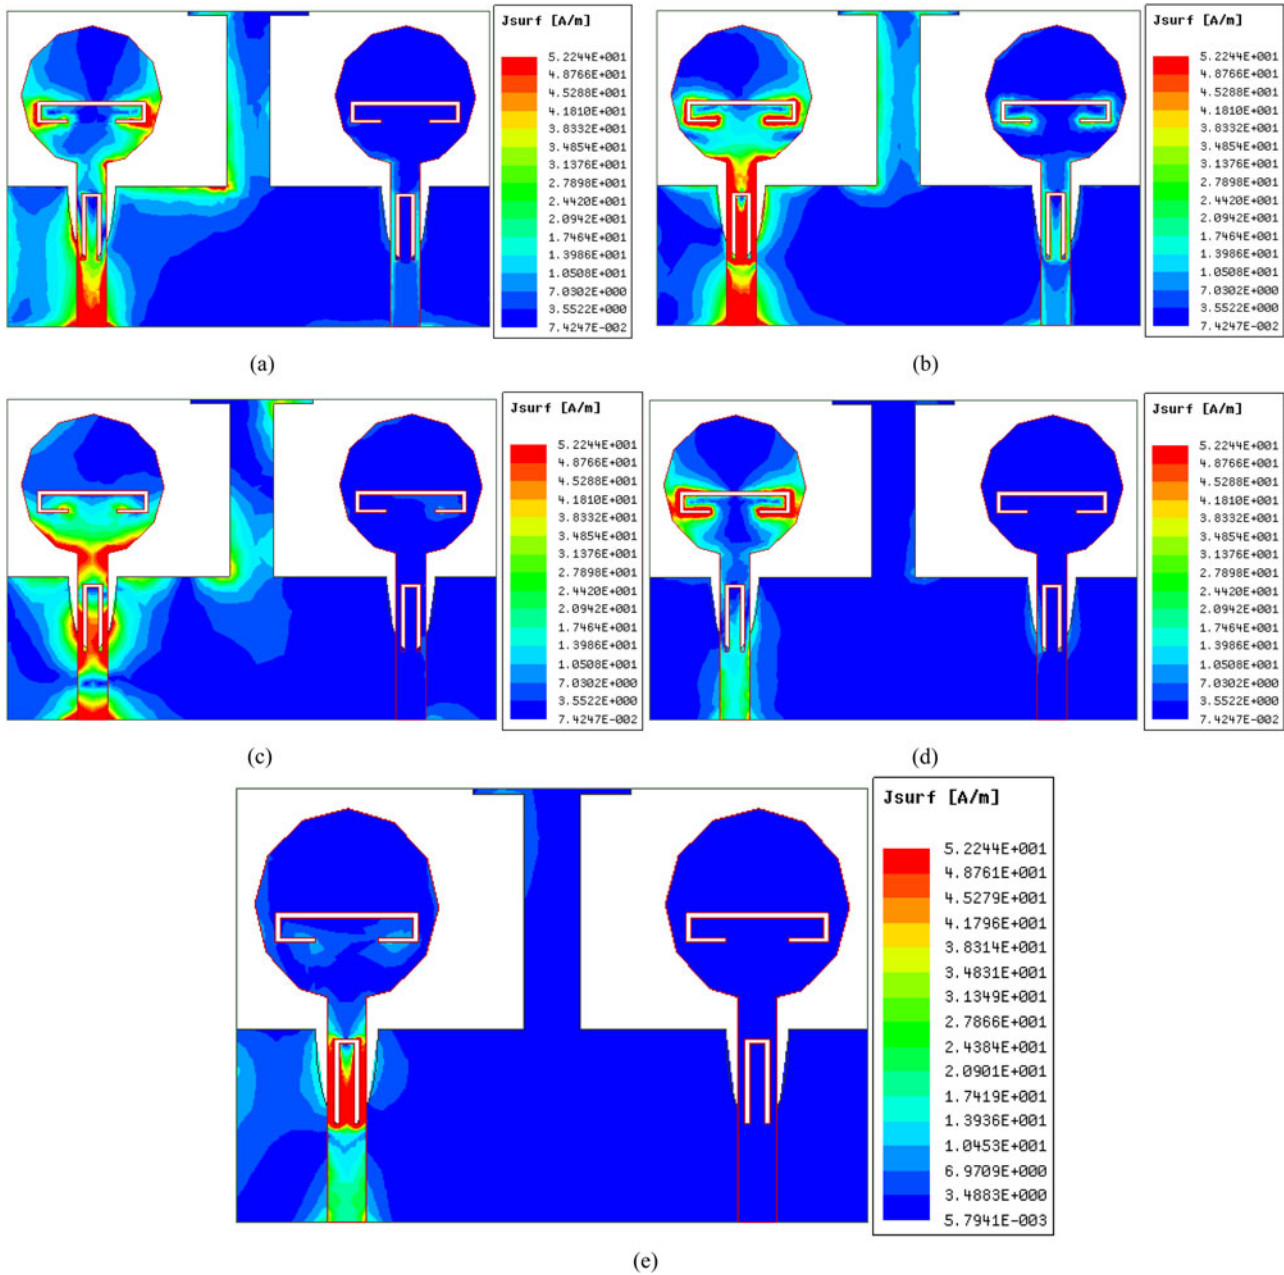 Jsurf [A/m]
5.2244E+001
4.8766E+001
4.5288E+001
4.1810E+001
3.8332E+001
3.4854E+001
3.1376E+001
2.7898E+001
2.4420E+001
2.0942E+001
1.7464E+001
1.3986E+001
1.0508E+001
7.0302E+000
3.5522E+000
7.4247E-002
(a)
Jsurf [A/m]
5.2244E+001
4.8766E+001
4.5288E+001
4.1810E+001
3.8332E+001
3.4854E+001
3.1376E+001
2.7898E+001
2.4420E+001
2.0942E+001
1.7464E+001
1.3986E+001
1.0508E+001
7.0302E+000
3.5522E+000
7.4247E-002
(b)
Jsurf [A/m]
5.2244E+001
4.8766E+001
4.5288E+001
4.1810E+001
3.8332E+001
3.4854E+001
3.1376E+001
2.7898E+001
2.4420E+001
2.0942E+001
1.7464E+001
1.3986E+001
1.0508E+001
7.0302E+000
3.5522E+000
7.4247E-002
(c)
Jsurf [A/m]
5.2244E+001
4.8766E+001
4.5288E+001
4.1810E+001
3.8332E+001
3.4854E+001
3.1376E+001
2.7898E+001
2.4420E+001
2.0942E+001
1.7464E+001
1.3986E+001
1.0508E+001
7.0302E+000
3.5522E+000
7.4247E-002
(d)
Jsurf [A/m]
5.2244E+001
4.8761E+001
4.5279E+001
4.1796E+001
3.8314E+001
3.4831E+001
3.1349E+001
2.7866E+001
2.4384E+001
2.0901E+001
1.7419E+001
1.3936E+001
1.0453E+001
6.9709E+000
3.4883E+000
5.7941E-003
(e)